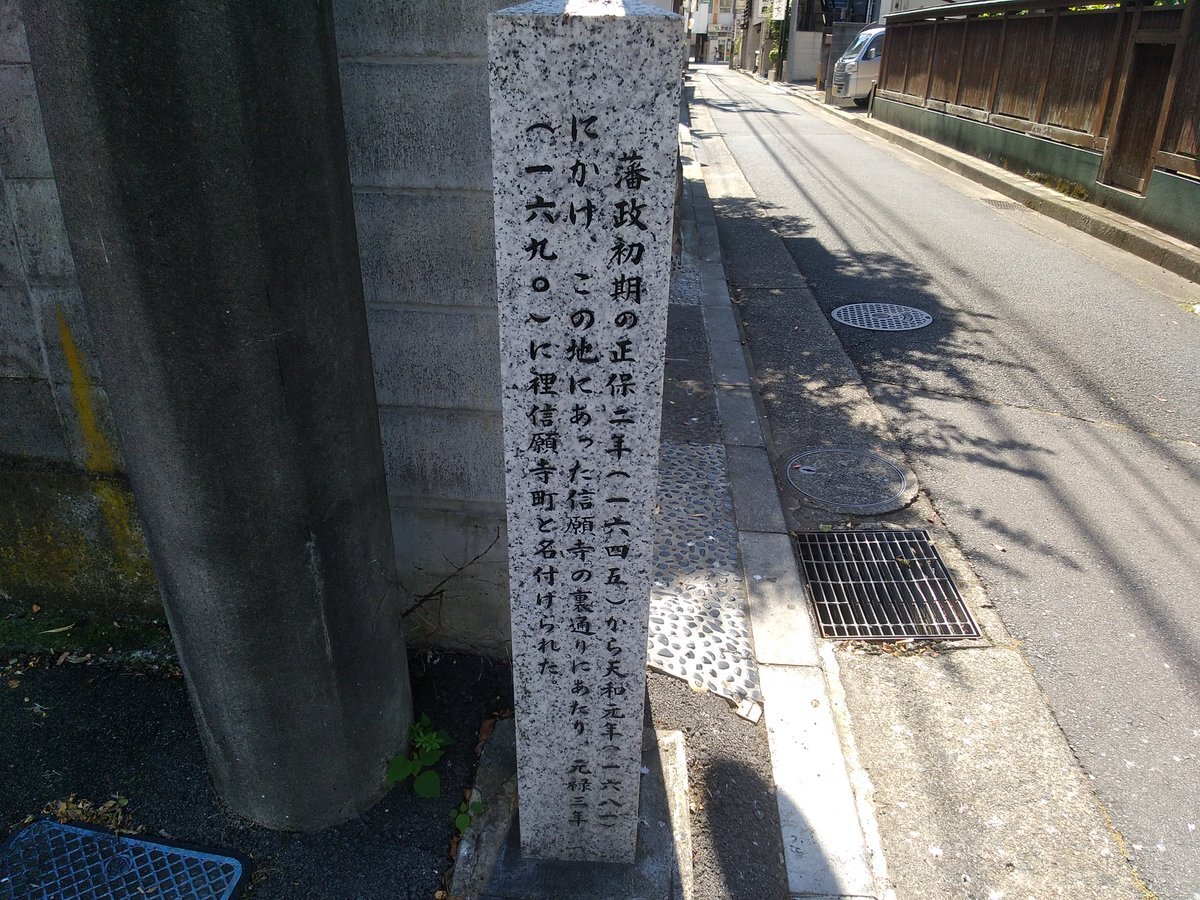 藩政初期の正保二年(一六四五)から天和元年(一六八一)
にかけ、この地にあった信願寺の裏通りにあたり、元禄三年
(一六九〇)に裡信願寺町と名付けられた。